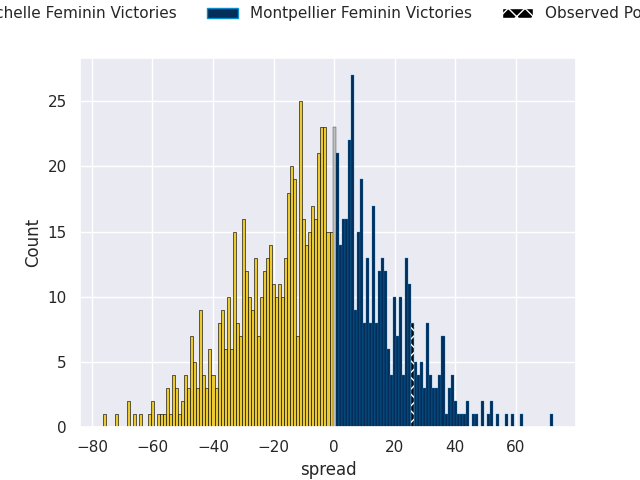 chelle Feminin Victories Montpellier Feminin Victories Observed Po
25
20
15
10
5
0
Count
−80 −60 −40 −20 0 20 40 60
spread